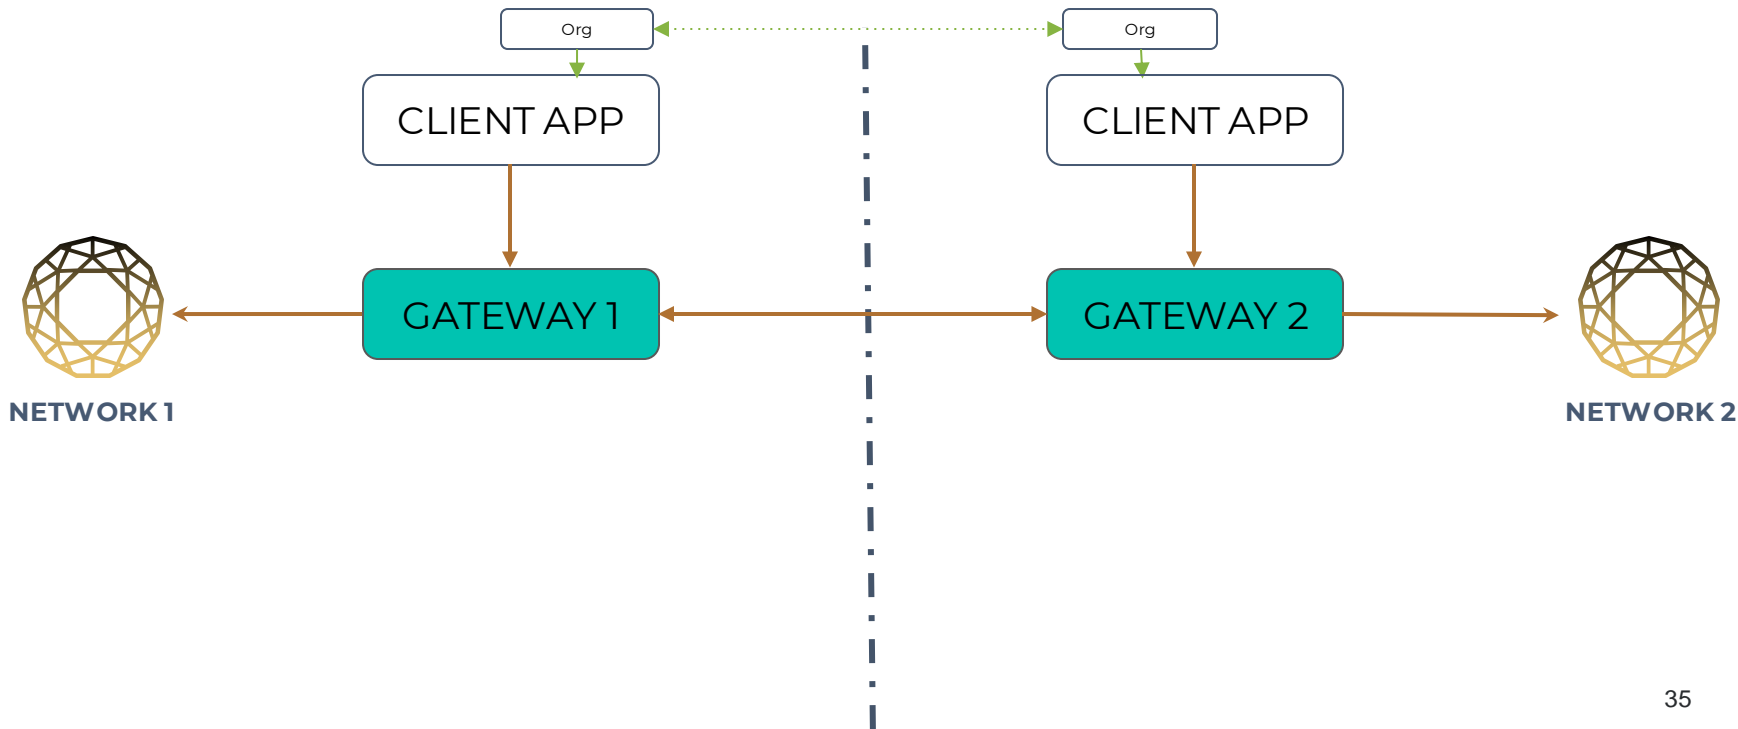 Org
Org
CLIENT APP
CLIENT APP
GATEWAY 1
GATEWAY 2
NETWORK 1
NETWORK 2
35